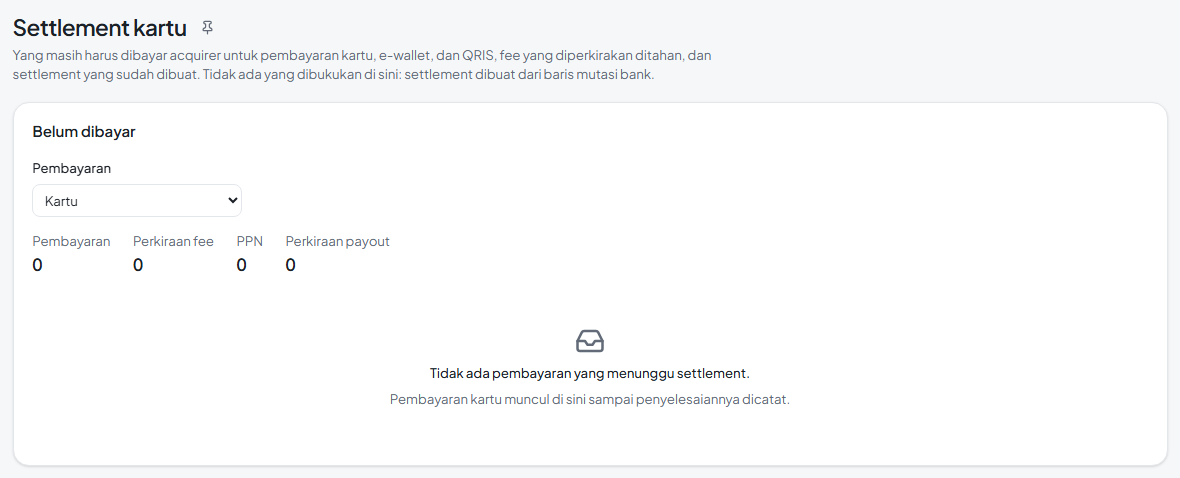 Settlement kartu
Yang masih harus dibayar acquirer untuk pembayaran kartu, e-wallet, dan QRIS, fee yang diperkirakan ditahan, dan
settlement yang sudah dibuat. Tidak ada yang dibukukan di sini: settlement dibuat dari baris mutasi bank.
Belum dibayar
Pembayaran
Kartu
Pembayaran Perkiraan fee PPN Perkiraan payout
0 0 0 0
Tidak ada pembayaran yang menunggu settlement.
Pembayaran kartu muncul di sini sampai penyelesaiannya dicatat.